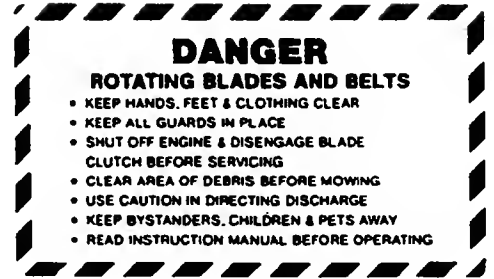 DANGER
ROTATING BLADES AND BELTS
• KEEP HANDS, FEET & CLOTHING CLEAR
• KEEP ALL GUARDS IN PLACE
• SHUT OFF ENGINE & DISENGAGE BLADE
CLUTCH BEFORE SERVICING
• CLEAR AREA OF DEBRIS BEFORE MOWING
• USE CAUTION IN DIRECTING DISCHARGE
• KEEP BYSTANDERS, CHILDREN & PETS AWAY
• READ INSTRUCTION MANUAL BEFORE OPERATING